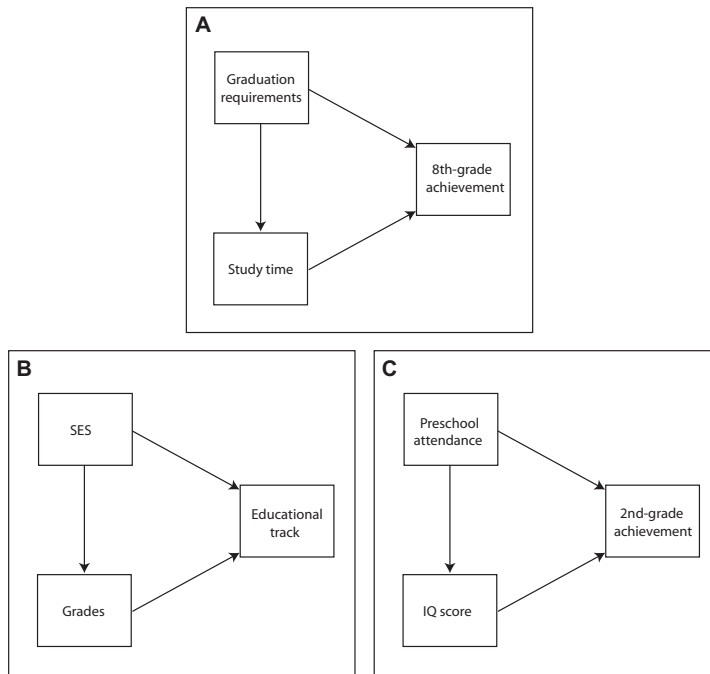 A
Graduation
requirements
8th-grade
achievement
Study time
B
SES
Educational
track
Grades
C
Preschool
attendance
2nd-grade
achievement
IQ score